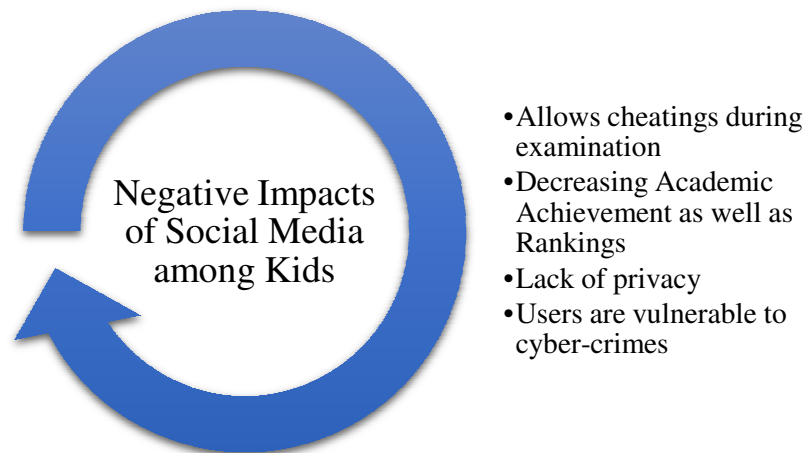 Negative Impacts
of Social Media
among Kids
•Allows cheatings during
examination
•Decreasing Academic
Achievement as well as
Rankings
•Lack of privacy
•Users are vulnerable to
cyber-crimes